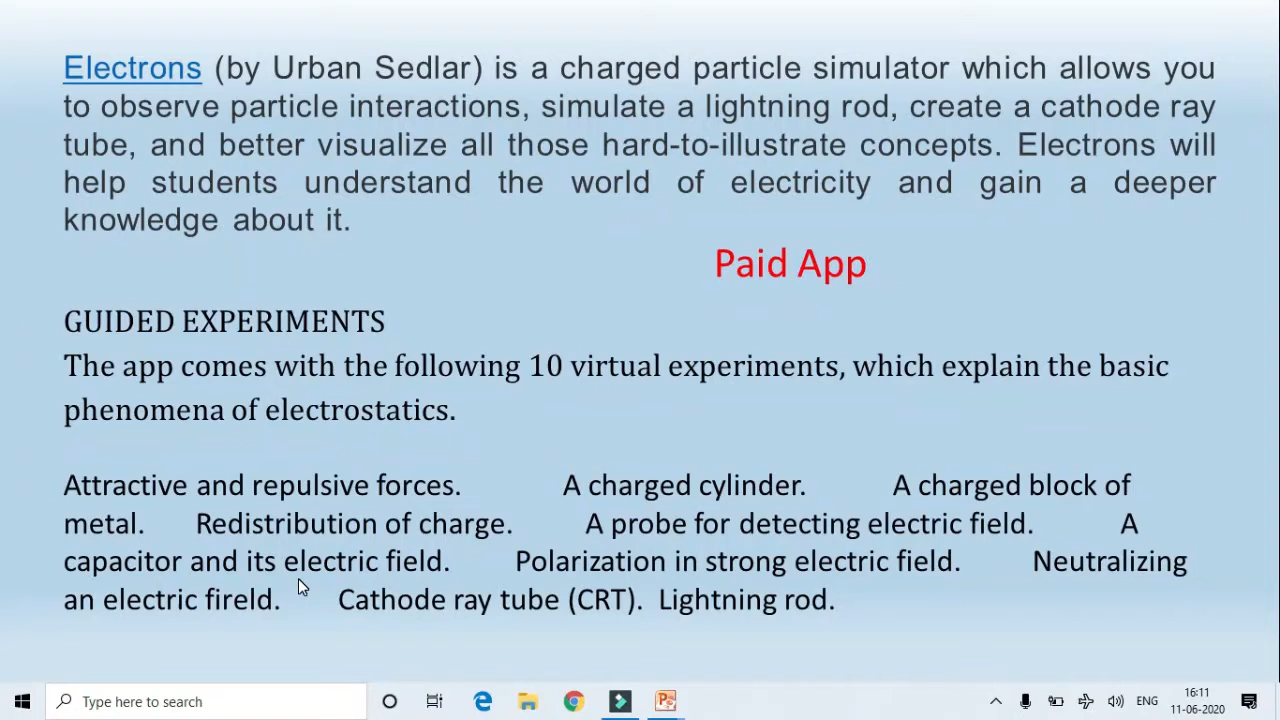 Electrons (by Urban Sedlar) is a charged particle simulator which allows you
to observe particle interactions, simulate a lightning rod, create a cathode ray
tube, and better visualize all those hard-to-illustrate concepts. Electrons will
help students understand the world of electricity and gain a deeper
knowledge about it.
Paid App
GUIDED EXPERIMENTS
The app comes with the following 10 virtual experiments, which explain the basic
phenomena of electrostatics.
Attractive and repulsive forces. A charged cylinder. A charged block of
metal. Redistribution of charge. A probe for detecting electric field. A
capacitor and its electric field. Polarization in strong electric field. Neutralizing
an electric fireld. Cathode ray tube (CRT). Lightning rod.
Type here to search
ENG
16:11
11-06-2020